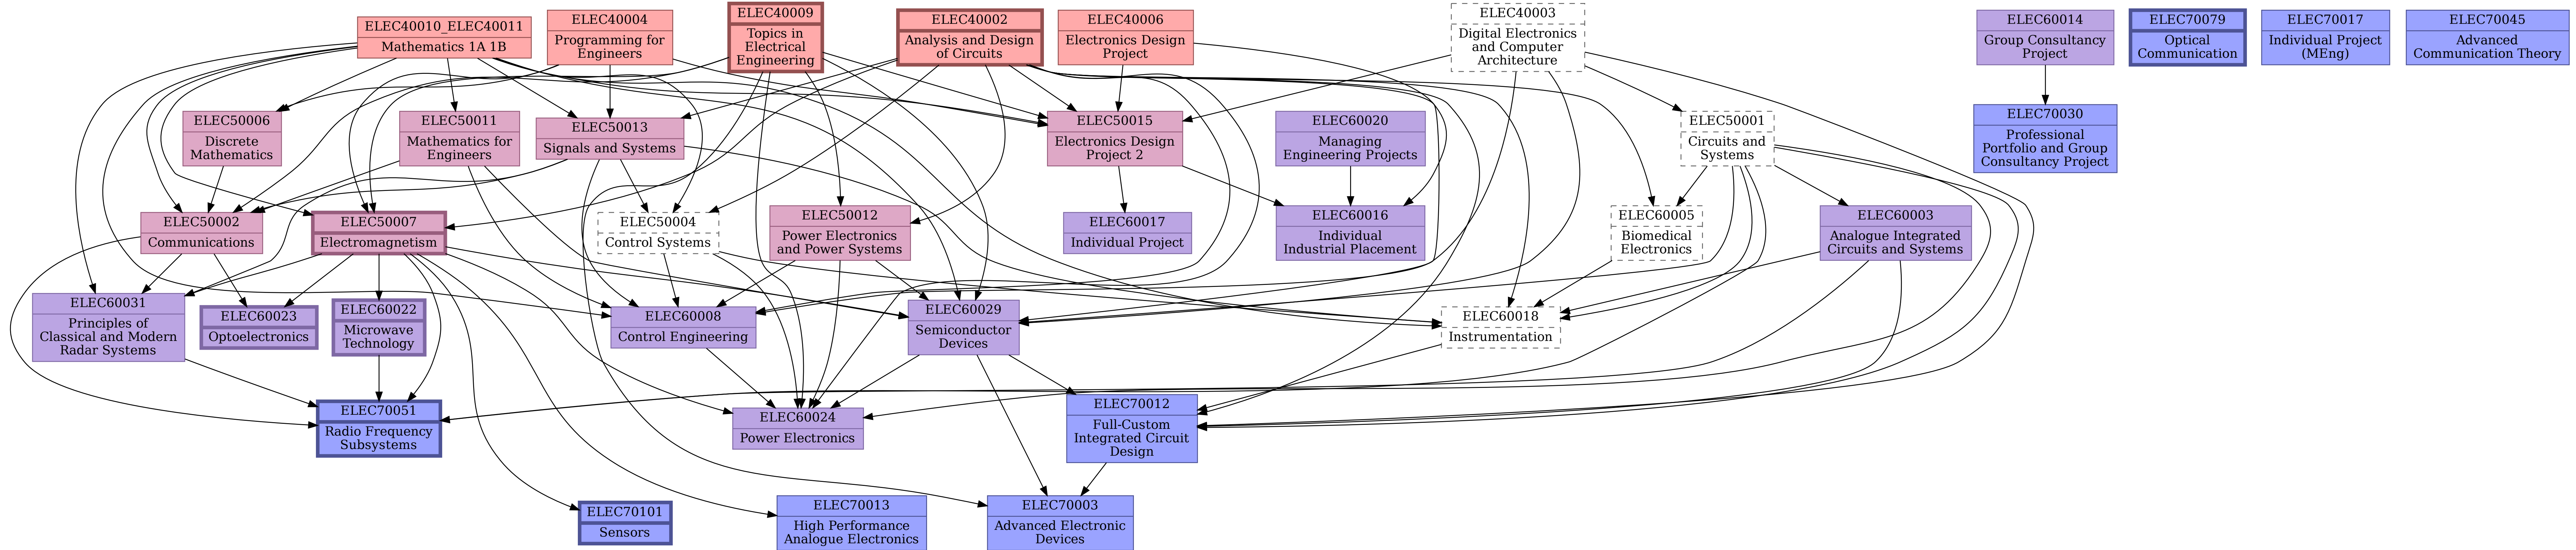 ELEC40010_ELEC40011
Mathematics 1A 1B
ELEC40004
Programming for
Engineers
ELEC40009
Topics in
Electrical
Engineering
ELEC40002
Analysis and Design
of Circuits
ELEC40006
Electronics Design
Project
ELEC40003
Digital Electronics
and Computer
Architecture
ELEC60014
Group Consultancy
Project
ELEC70079
Optical
Communication
ELEC70017
Individual Project
(MEng)
ELEC70045
Advanced
Communication Theory
ELEC50006
Discrete
Mathematics
ELEC50011
Mathematics for
Engineers
ELEC50013
Signals and Systems
ELEC50015
Electronics Design
Project 2
ELEC60020
Managing
Engineering Projects
ELEC50001
Circuits and
Systems
ELEC70030
Professional
Portfolio and Group
Consultancy Project
ELEC50002
Communications
ELEC50007
Electromagnetism
ELEC50004
Control Systems
ELEC50012
Power Electronics
and Power Systems
ELEC60017
Individual Project
ELEC60016
Individual
Industrial Placement
ELEC60005
Biomedical
Electronics
ELEC60003
Analogue Integrated
Circuits and Systems
ELEC60031
Principles of
Classical and Modern
Radar Systems
ELEC60023
Optoelectronics
ELEC60022
Microwave
Technology
ELEC60008
Control Engineering
ELEC60029
Semiconductor
Devices
ELEC60018
Instrumentation
ELEC70051
Radio Frequency
Subsystems
ELEC60024
Power Electronics
ELEC70012
Full-Custom
Integrated Circuit
Design
ELEC70101
Sensors
ELEC70013
High Performance
Analogue Electronics
ELEC70003
Advanced Electronic
Devices